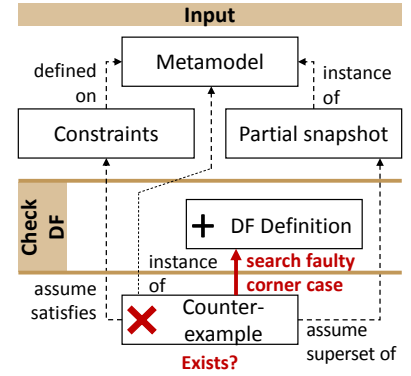 Input
Metamodel
defined
on
instance
of
Constraints
Partial snapshot
Check
DF
+ DF Definition
instance
of
search faulty
corner case
assume
satisfies
Counter-
example
assume
superset of
Exists?